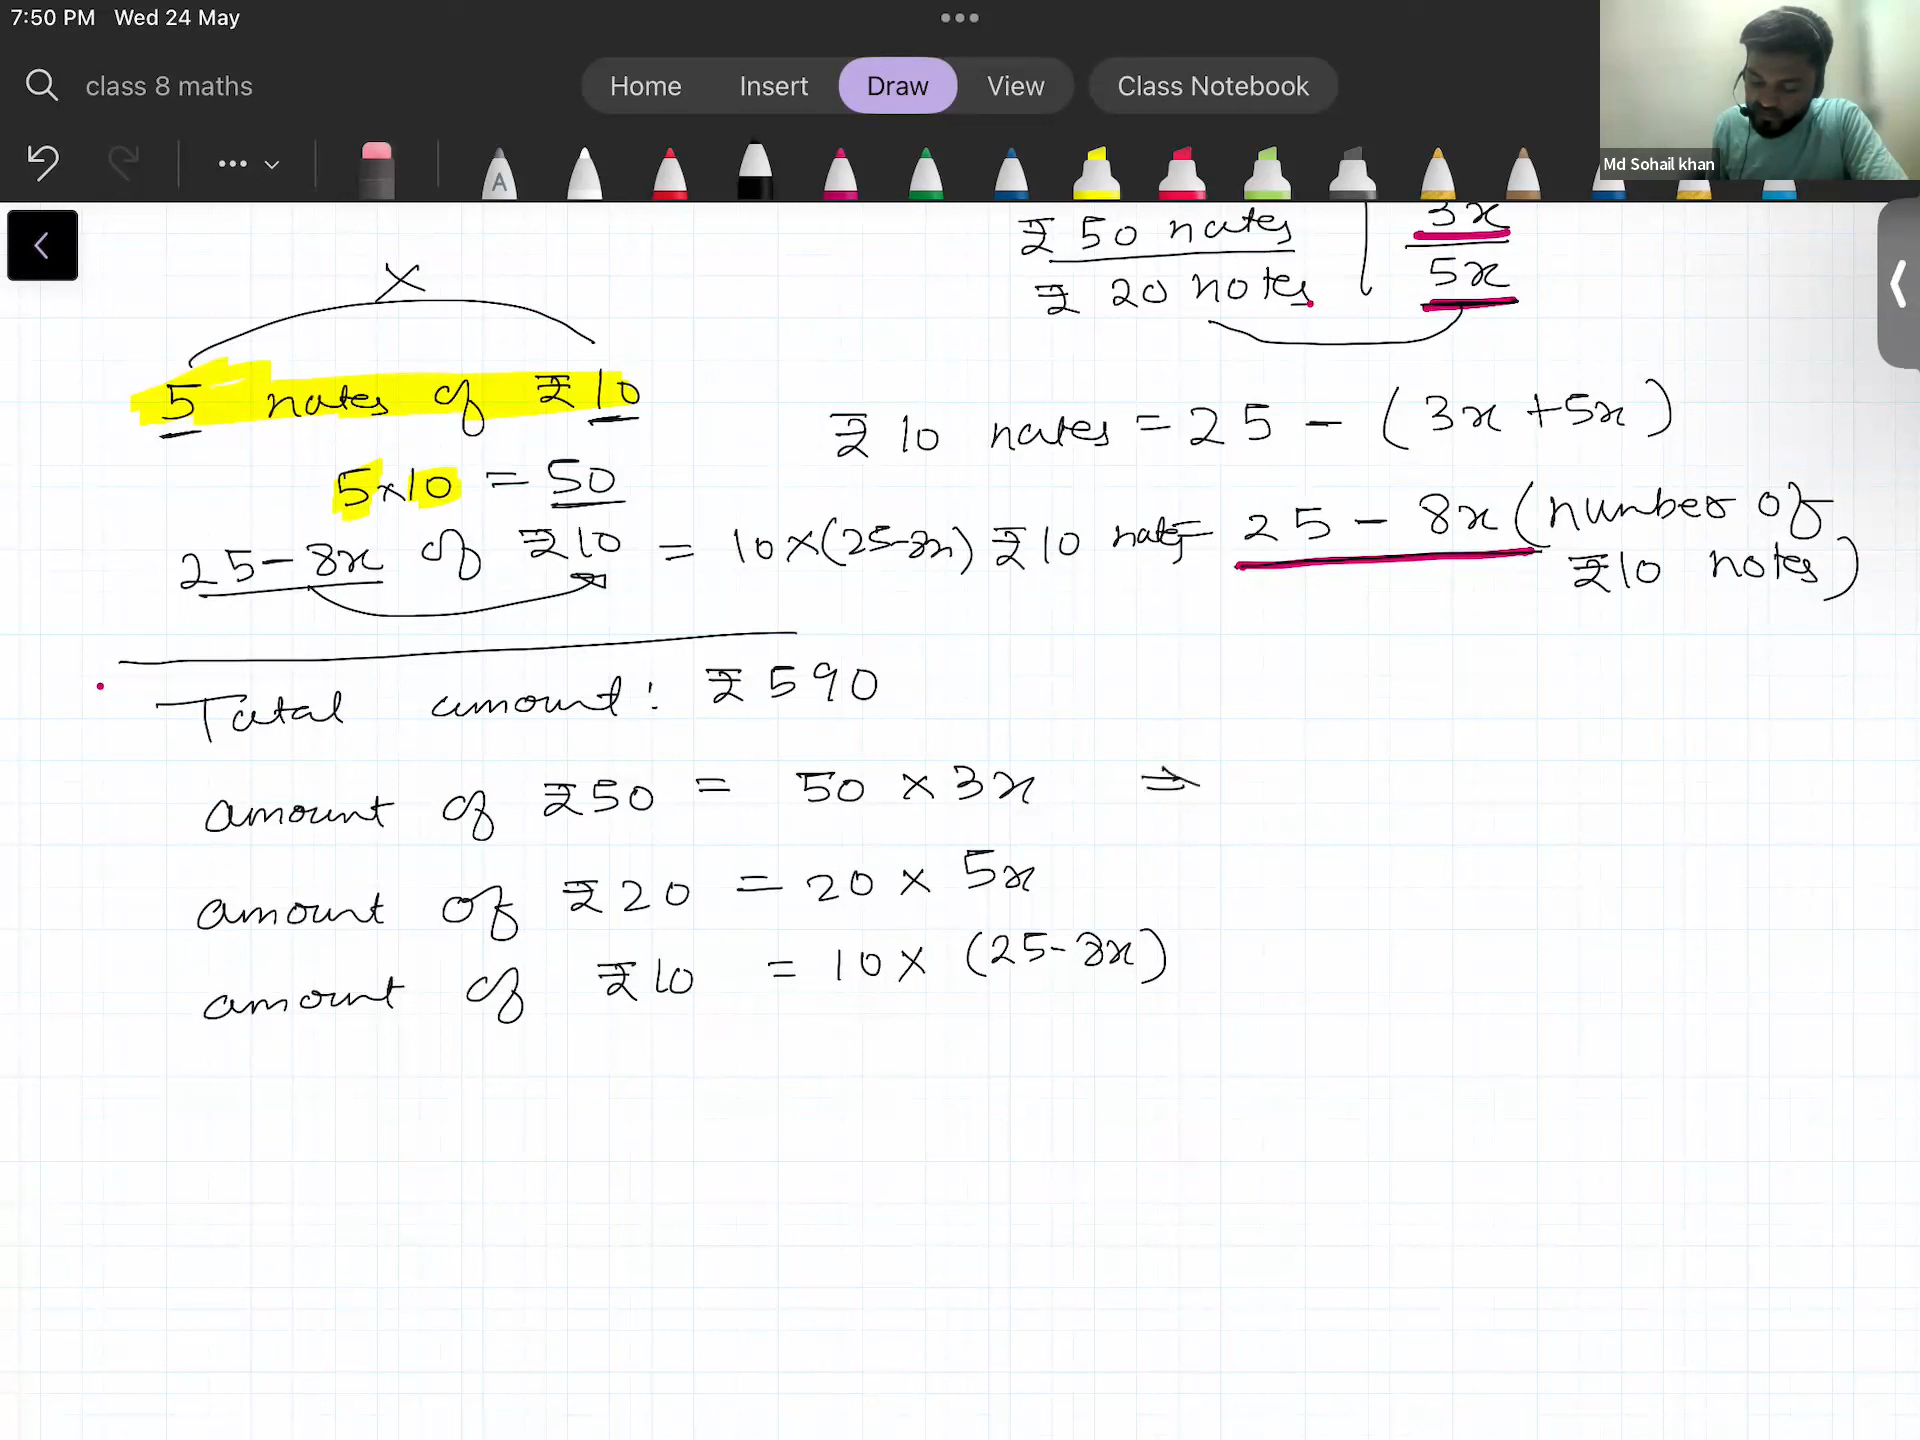 7:50 PM Wed 24 May
class 8 maths
Home Insert Draw View Class Notebook
A
Md Sohail khan
₹ 50 notes | 3x
₹ 20 notes 5x
X
5 notes of ₹ 10
₹ 10 notes = 25 - (3x + 5x)
5×10 = 50
25-8x of ₹10 = 10×(25-8x)
₹10 notes = 25 - 8x (number of
₹10 notes)
Total amount: ₹590
amount of ₹50 = 50 × 3x ⇒
amount of ₹20 = 20 × 5x
amount of ₹10 = 10× (25-8x)